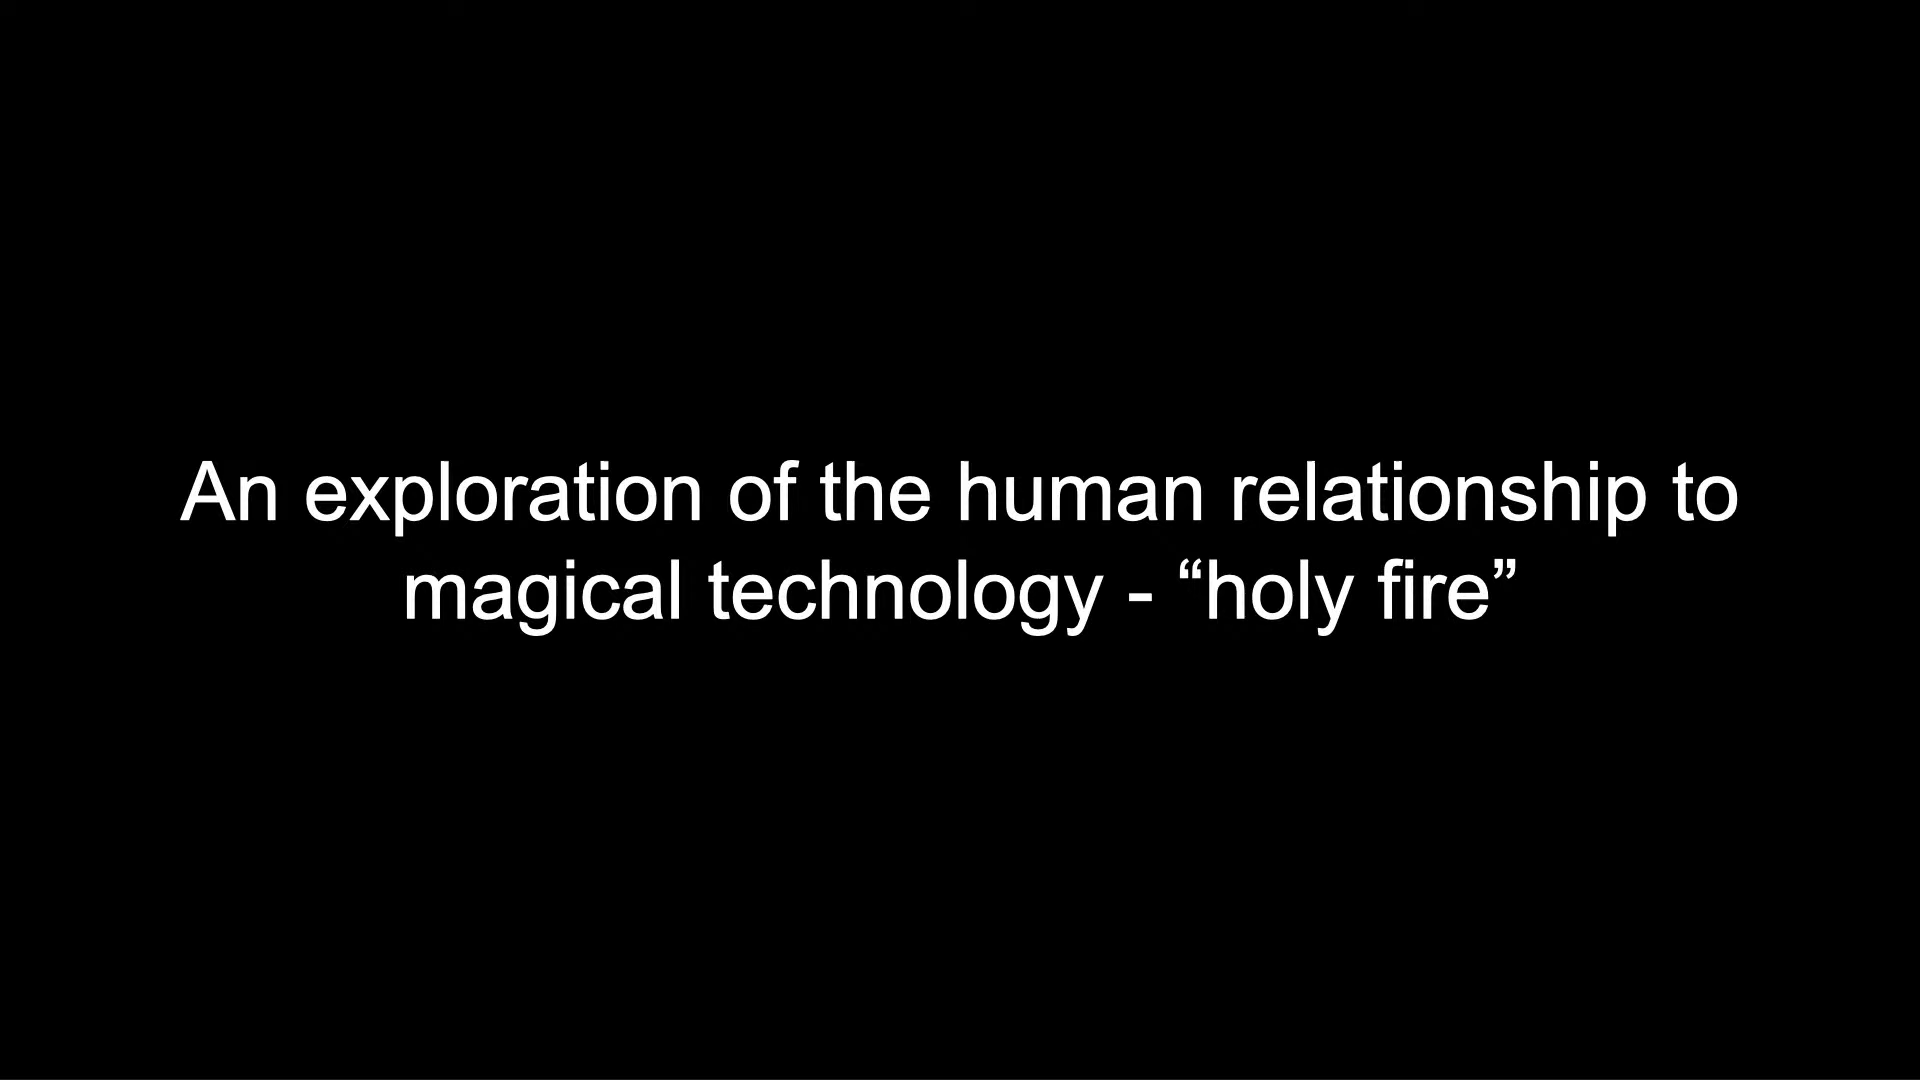 An exploration of the human relationship to
magical technology - “holy fire”